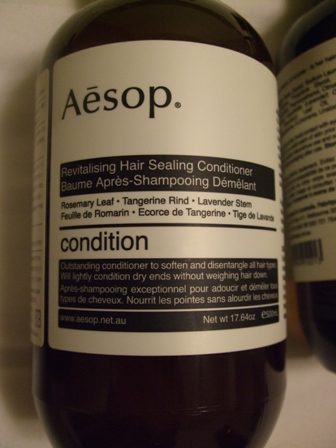 Aēsop.®
Revitalising Hair Sealing Conditioner
Baume Après-Shampooing Démêlant
Rosemary Leaf • Tangerine Rind • Lavender Stem
Feuille de Romarin • Ecorce de Tangerine • Tige de Lavande
condition
Outstanding conditioner to soften and disentangle all hair types.
Will lightly condition dry ends without weighing hair down.
Après-shampooing exceptionnel pour adoucir et démêler tous
types de cheveux. Nourrit les pointes sans alourdir les cheveux.
www.aesop.net.au Net wt 17.64oz ℮500mL